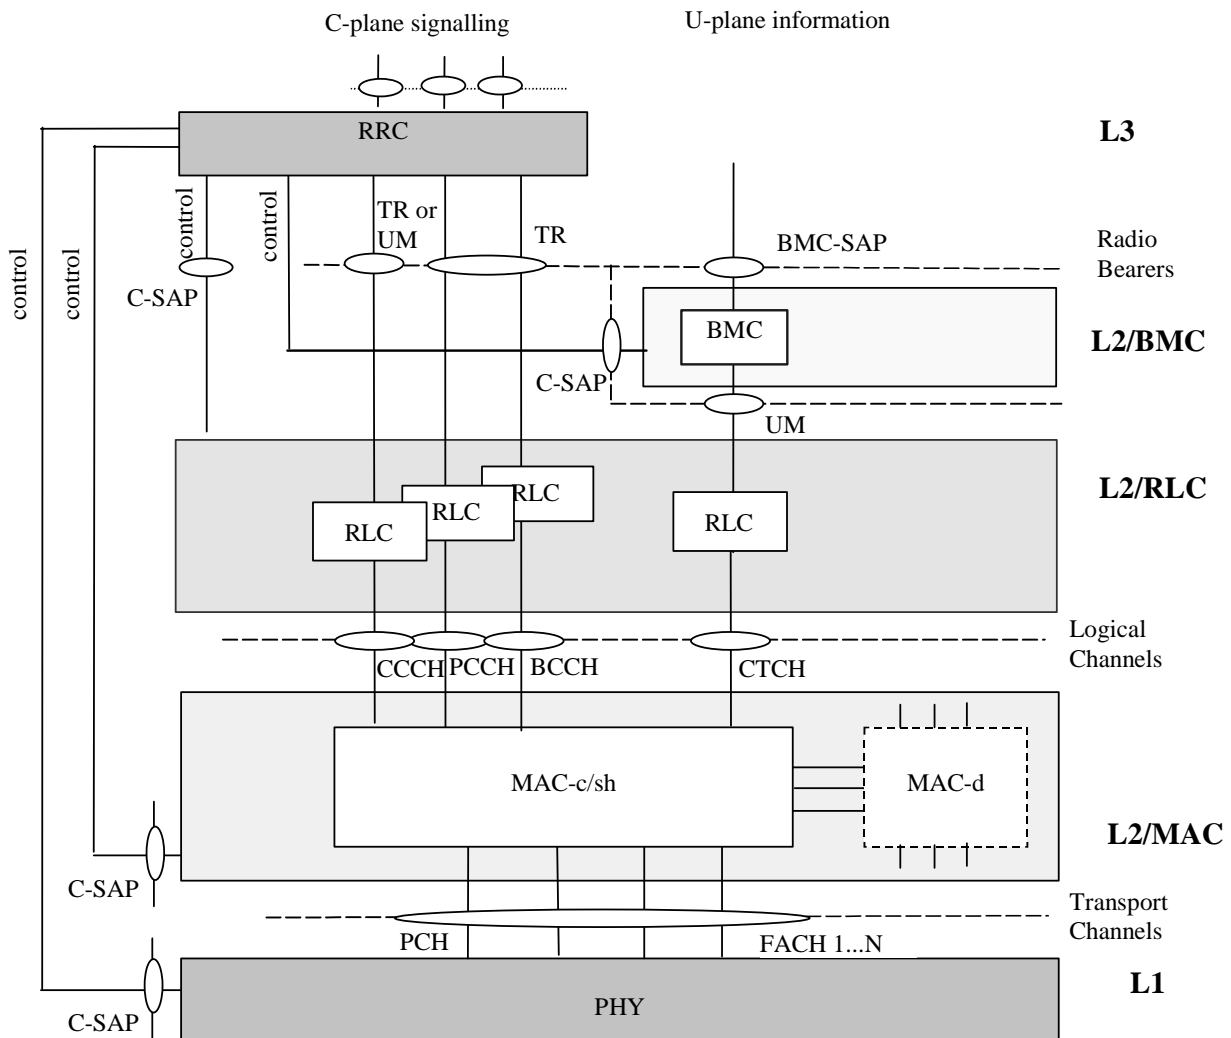 C-plane signalling
U-plane information
RRC
L3
control
control
control
control
TR or
UM
TR
BMC-SAP
Radio
Bearers
C-SAP
BMC
L2/BMC
C-SAP
UM
L2/RLC
RLC
RLC
RLC
RLC
Logical
Channels
CCCH
PCCH
BCCH
CTCH
MAC-c/sh
MAC-d
L2/MAC
C-SAP
Transport
Channels
PCH
FACH 1...N
L1
PHY
C-SAP